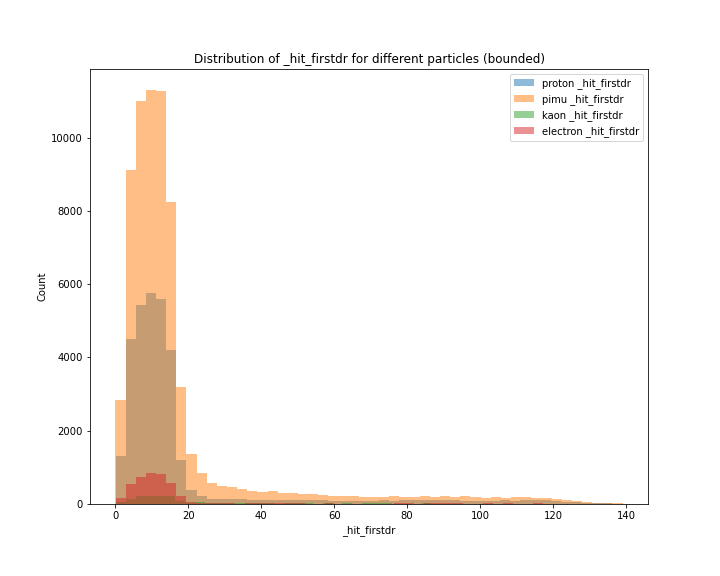 Distribution of _hit_firstdr for different particles (bounded)
proton _hit_firstdr
pimu _hit_firstdr
kaon _hit_firstdr
electron _hit_firstdr
Count
10000
8000
6000
4000
2000
0
0 20 40 60 80 100 120 140
_hit_firstdr